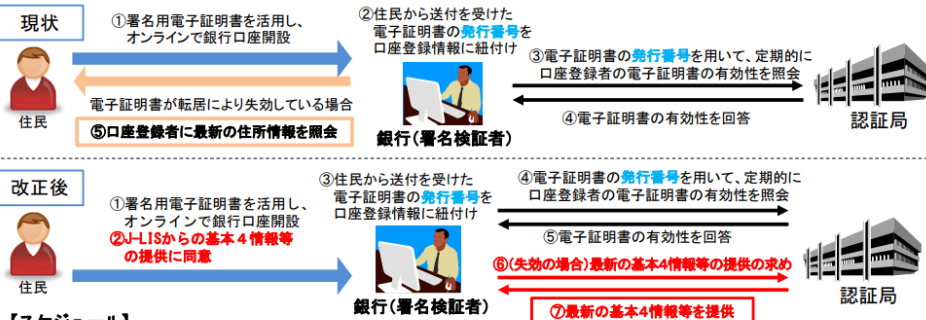 現状
①署名用電子証明書を活用し、
オンラインで銀行口座開設
②住民から送付を受けた
電子証明書の発行番号を
口座登録情報に紐付け
③電子証明書の発行番号を用いて、定期的に
口座登録者の電子証明書の有効性を照会
電子証明書が転居により失効している場合
⑤口座登録者に最新の住所情報を照会
④電子証明書の有効性を回答
住民
銀行(署名検証者)
認証局
改正後
①署名用電子証明書を活用し、
オンラインで銀行口座開設
②J-LISからの基本4情報等
の提供に同意
③住民から送付を受けた
電子証明書の発行番号を
口座登録情報に紐付け
④電子証明書の発行番号を用いて、定期的に
口座登録者の電子証明書の有効性を照会
⑤電子証明書の有効性を回答
⑥(失効の場合)最新の基本4情報等の提供の求め
⑦最新の基本4情報等を提供
住民
銀行(署名検証者)
認証局
【スケジュール】